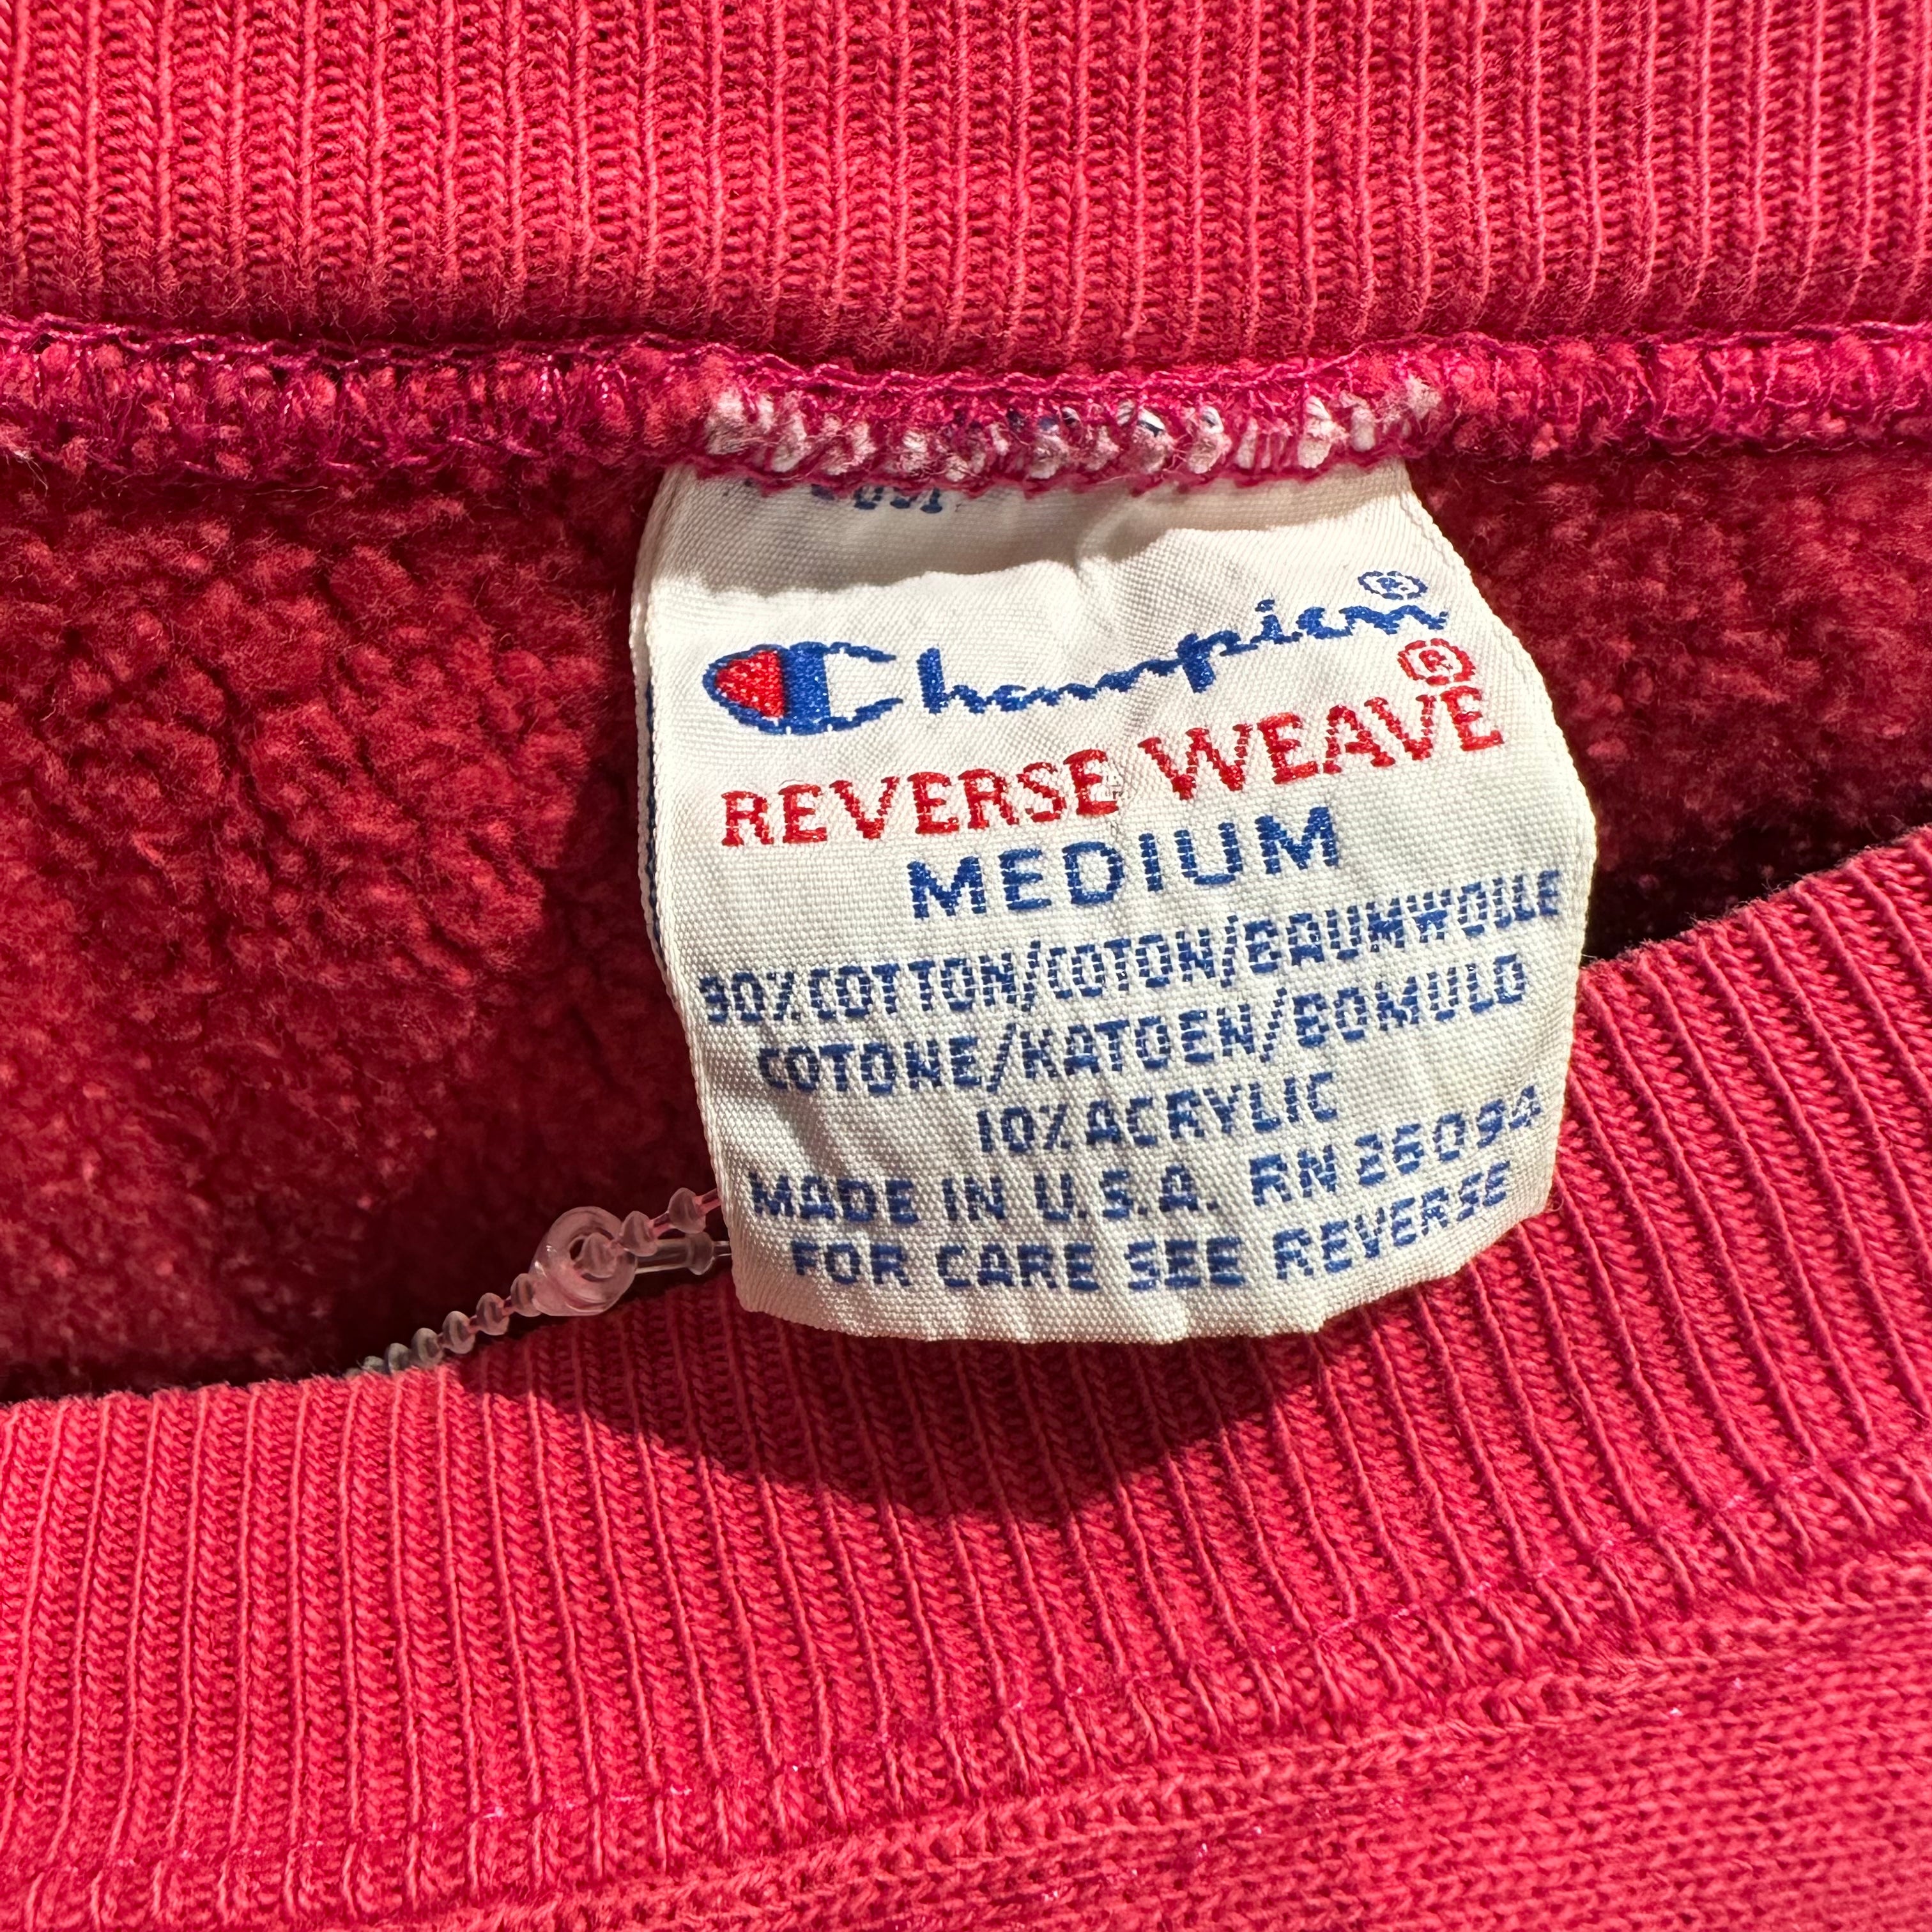 Champion®
REVERSE WEAVE®
MEDIUM
90% COTTON/COTON/BAUMWOLLE
COTONE/KATOEN/BOMULD
10% ACRYLIC
MADE IN U.S.A. RN 26094
FOR CARE SEE REVERSE